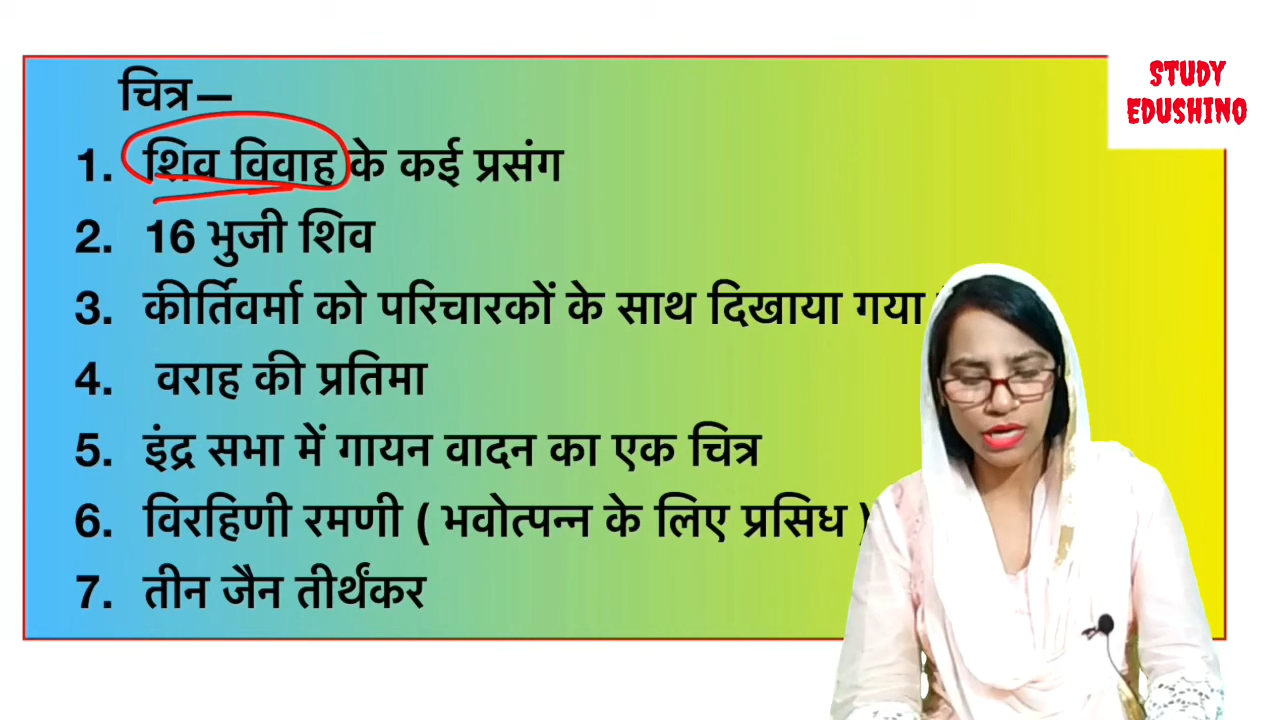 चित्र—
1. शिव विवाह के कई प्रसंग
2. 16 भुजी शिव
3. कीर्तिवर्मा को परिचारकों के साथ दिखाया गया
4. वराह की प्रतिमा
5. इंद्र सभा में गायन वादन का एक चित्र
6. विरहिणी रमणी ( भवोत्पन्न के लिए प्रसिध )
7. तीन जैन तीर्थंकर
STUDY
EDUSHINO